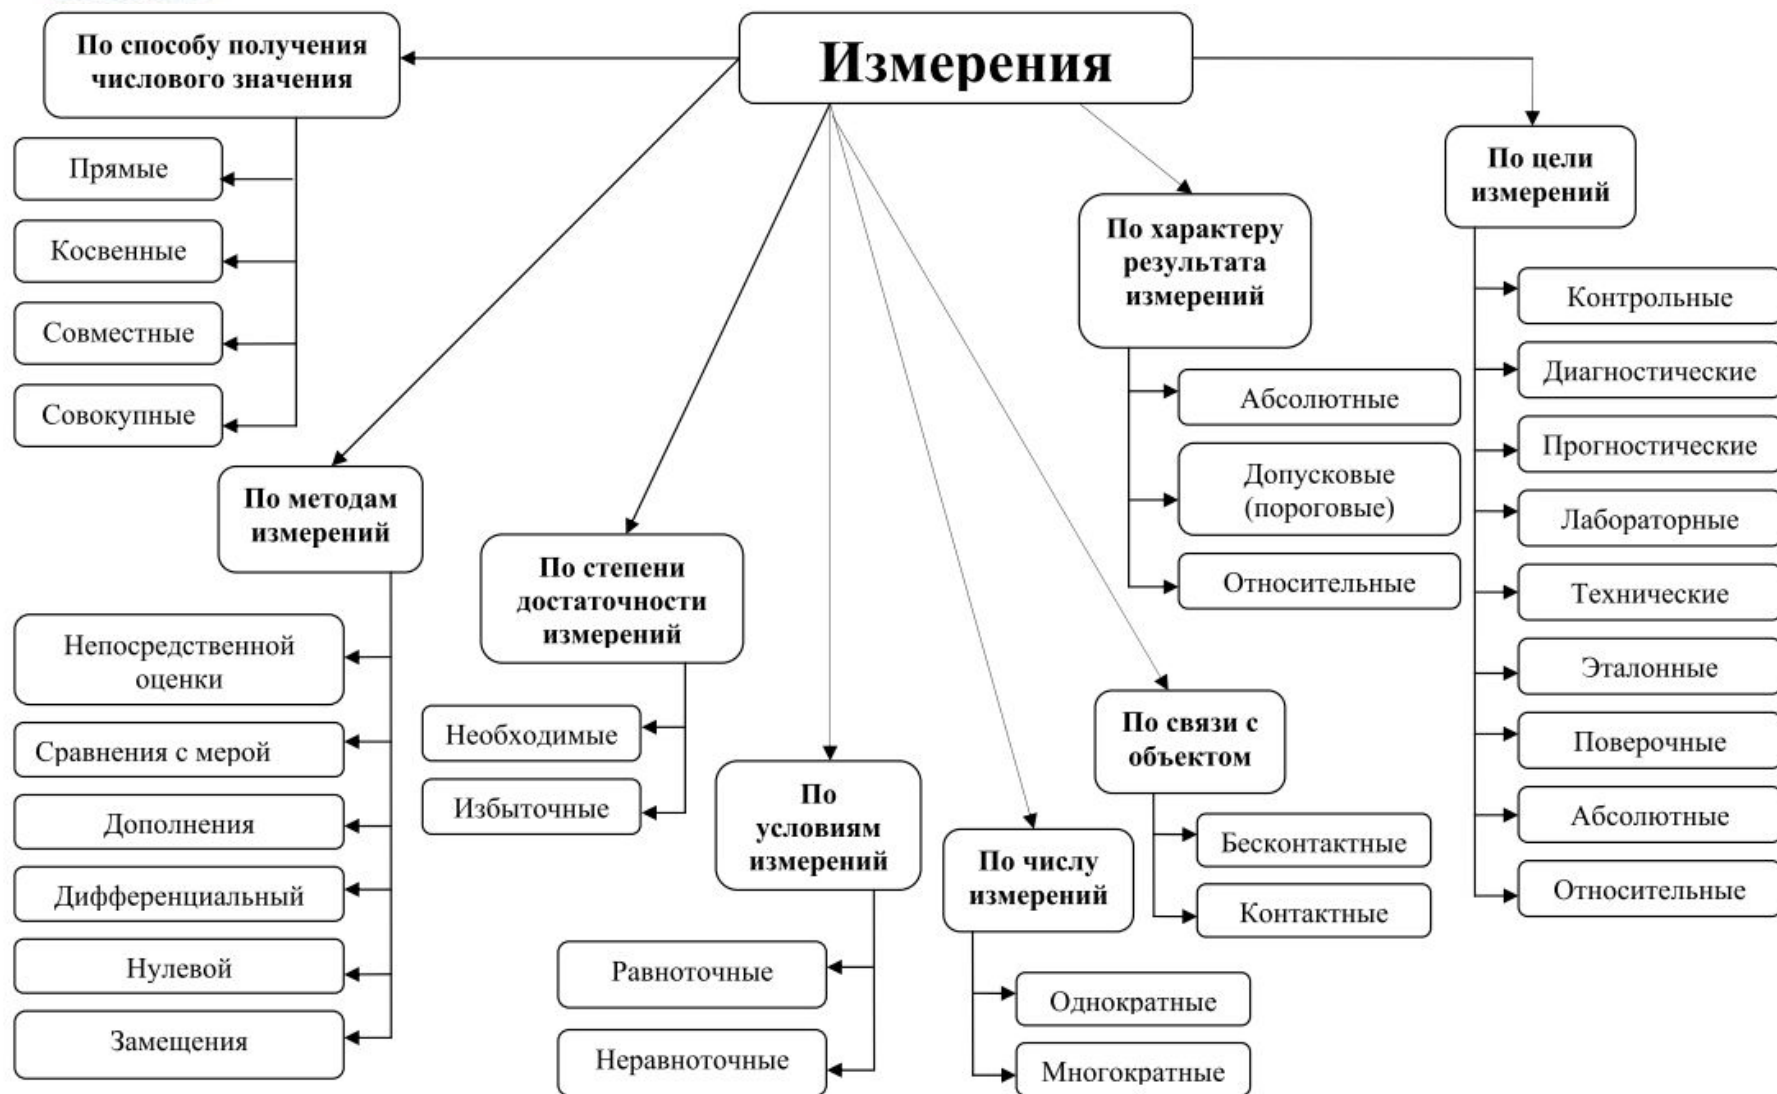 Измерения
По способу получения
числового значения
Прямые
Косвенные
Совместные
Совокупные
По методам
измерений
Непосредственной
оценки
Сравнения с мерой
Дополнения
Дифференциальный
Нулевой
Замещения
По степени
достаточности
измерений
Необходимые
Избыточные
По
условиям
измерений
Равноточные
Неравноточные
По числу
измерений
Однократные
Многократные
По связи с
объектом
Бесконтактные
Контактные
По характеру
результата
измерений
Абсолютные
Допусковые
(пороговые)
Относительные
По цели
измерений
Контрольные
Диагностические
Прогностические
Лабораторные
Технические
Эталонные
Поверочные
Абсолютные
Относительные